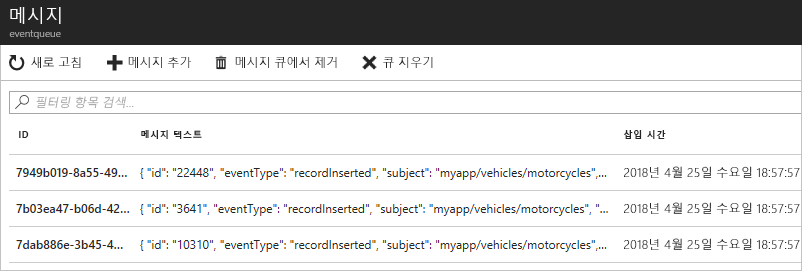 메시지
eventqueue
새로 고침 메시지 추가 메시지 큐에서 제거 큐 지우기
필터링 항목 검색...
ID 메시지 텍스트 삽입 시간
7949b019-8a55-49... { "id": "22448", "eventType": "recordInserted", "subject": "myapp/vehicles/motorcycles",... 2018년 4월 25일 수요일 18:57:57
7b03ea47-b06d-42... { "id": "3641", "eventType": "recordInserted", "subject": "myapp/vehicles/motorcycles", "... 2018년 4월 25일 수요일 18:57:57
7dab886e-3b45-4... { "id": "10310", "eventType": "recordInserted", "subject": "myapp/vehicles/motorcycles",... 2018년 4월 25일 수요일 18:57:57